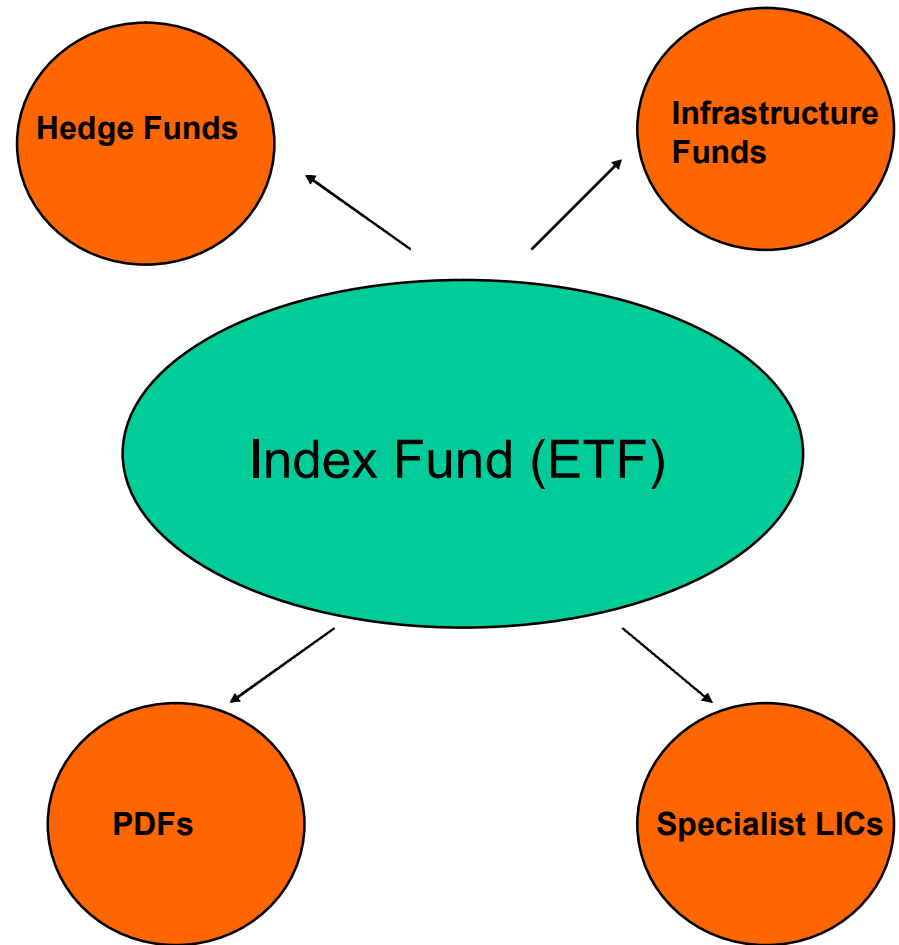 Hedge Funds
Infrastructure
Funds
Index Fund (ETF)
PDFs
Specialist LICs